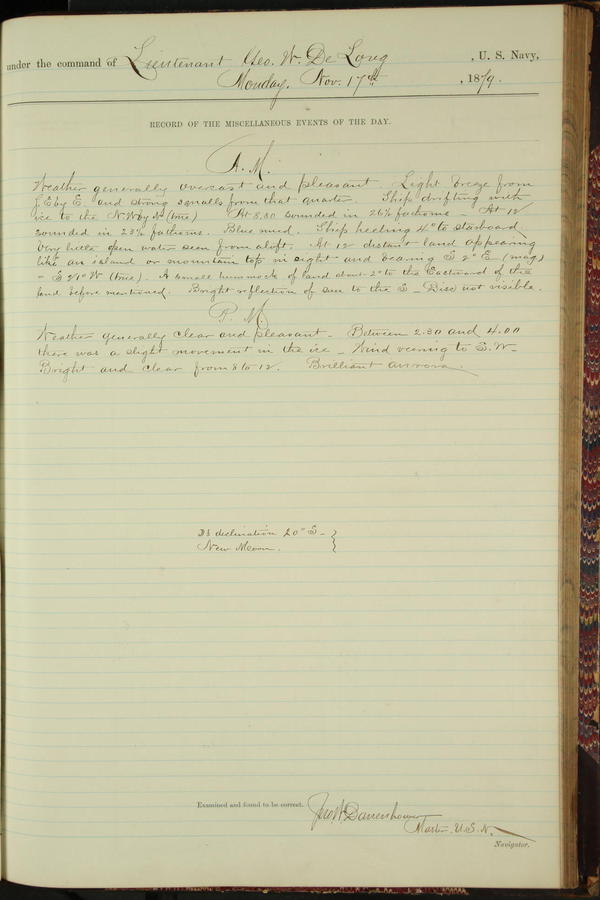 under the command of Lieutenant Geo. W. De Long, U. S. Navy,
Monday, Nov. 17th, 1879.
RECORD OF THE MISCELLANEOUS EVENTS OF THE DAY.
A. M.
Weather generally overcast and pleasant. Light breeze from
S E by E. and strong squalls from that quarter. Ship drifting with
ice to the N. W by N (true) At 8.30 sounded in 26½ fathoms - At 12
sounded in 28½ fathoms. Blue mud. Ship heeling 4° to starboard
Very little open water seen from aloft. At 12 distant land appearing
like an island or mountain top in sight and bearing S 2° E (mag)
- S 21° W (true). A small hummock of land about 2° to the Eastward of the
land before mentioned. Bright reflection of sun to the S - Disc not visible.
P. M.
Weather generally clear and pleasant - Between 2.30 and 4.00
there was a slight movement in the ice - Wind veering to S. W -
Bright and clear from 8 to 12. Brilliant aurora.
declination 20° S -
New Moon.
Examined and found to be correct. Jno W. Danenhower
Master, U. S. N.
Navigator.